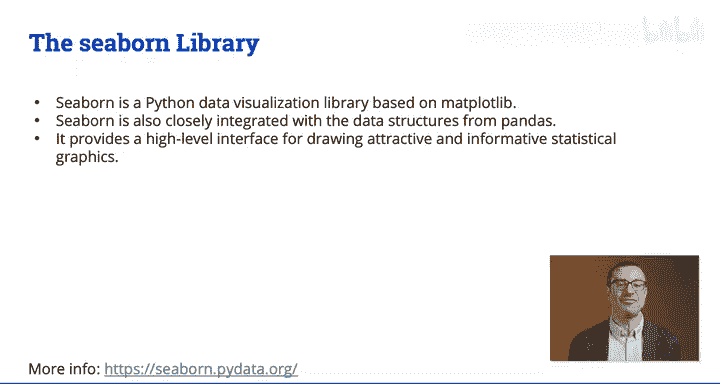 The seaborn Library
• Seaborn is a Python data visualization library based on matplotlib.
• Seaborn is also closely integrated with the data structures from pandas.
• It provides a high-level interface for drawing attractive and informative statistical
graphics.
More info: https://seaborn.pydata.org/